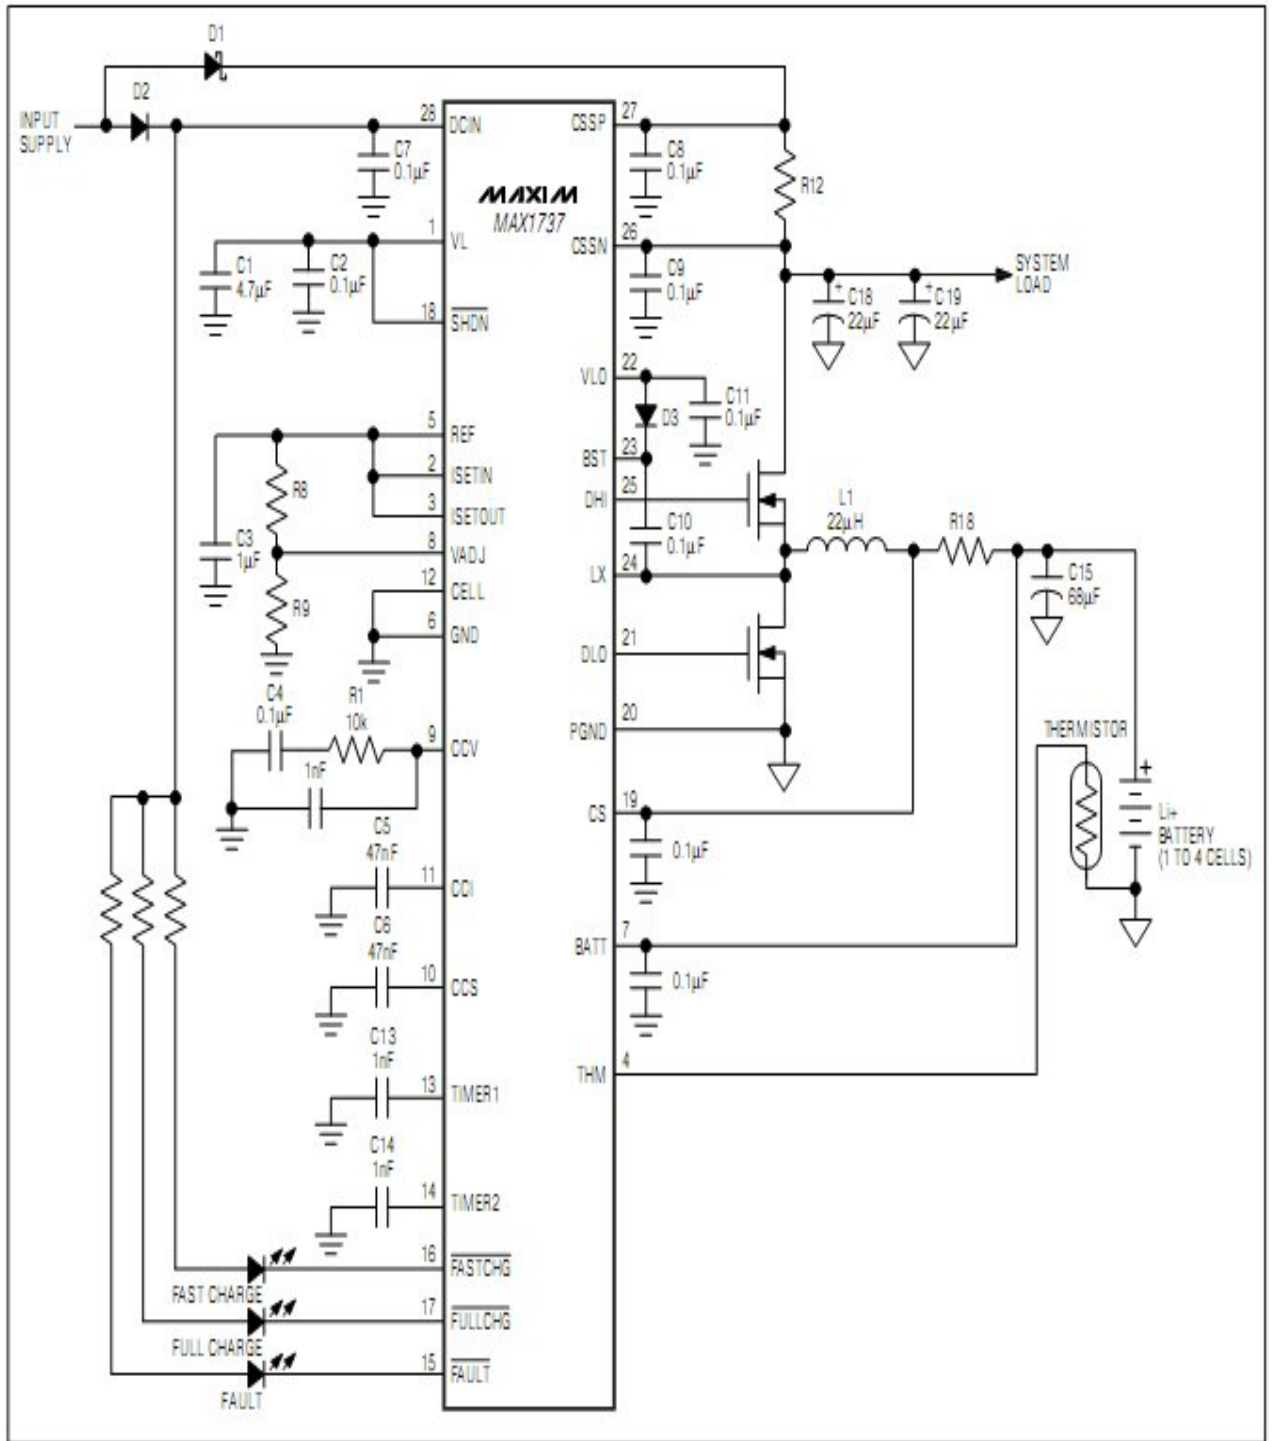 D1
D2
INPUT
SUPPLY
28
DCIN
C7
0.1µF
MAXIM
MAX1737
1
VL
C1
4.7µF
C2
0.1µF
18
SHDN
5
REF
2
ISETIN
3
ISETOUT
R8
8
VADJ
C3
1µF
12
CELL
R9
6
GND
C4
0.1µF
R1
10k
9
CCV
1nF
C5
47nF
11
CCI
C6
47nF
10
CCS
C13
1nF
13
TIMER1
C14
1nF
14
TIMER2
16
FASTCHG
FAST CHARGE
17
FULLCHG
FULL CHARGE
15
FAULT
FAULT
CSSP
27
C8
0.1µF
R12
CSSN
26
C9
0.1µF
SYSTEM
LOAD
+
C18
22µF
+
C19
22µF
VLO
22
D3
C11
0.1µF
BST
23
DHI
25
C10
0.1µF
L1
22µH
R18
LX
24
C15
68µF
DLO
21
PGND
20
THERMISTOR
+
Li+
BATTERY
(1 TO 4 CELLS)
CS
19
0.1µF
BATT
7
0.1µF
THM
4